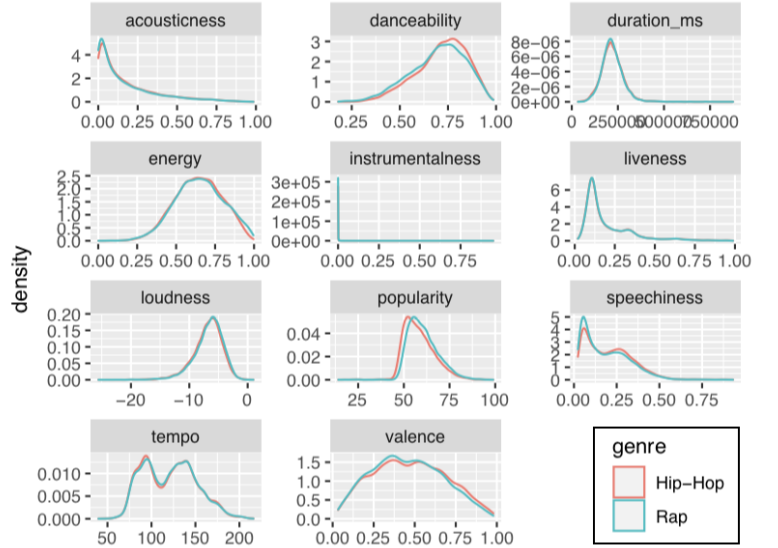 acousticness danceability duration_ms
4
2
0
0.00 0.25 0.50 0.75 1.00
3
2
1
0
0.25 0.50 0.75 1.00
8e−06
6e−06
4e−06
2e−06
0e+00
0 250000 500000 750000
energy instrumentalness liveness
2.5
2.0
1.5
1.0
0.5
0.0
0.00 0.25 0.50 0.75 1.00
3e+05
2e+05
1e+05
0e+00
0.00 0.25 0.50 0.75
6
4
2
0
0.00 0.25 0.50 0.75 1.00
density
loudness popularity speechiness
0.20
0.15
0.10
0.05
0.00
−20 −10 0
0.04
0.02
0.00
25 50 75 100
5
4
3
2
1
0
0.00 0.25 0.50 0.75
tempo valence
0.010
0.005
0.000
50 100 150 200
1.5
1.0
0.5
0.0
0.00 0.25 0.50 0.75 1.00
genre
Hip−Hop
Rap